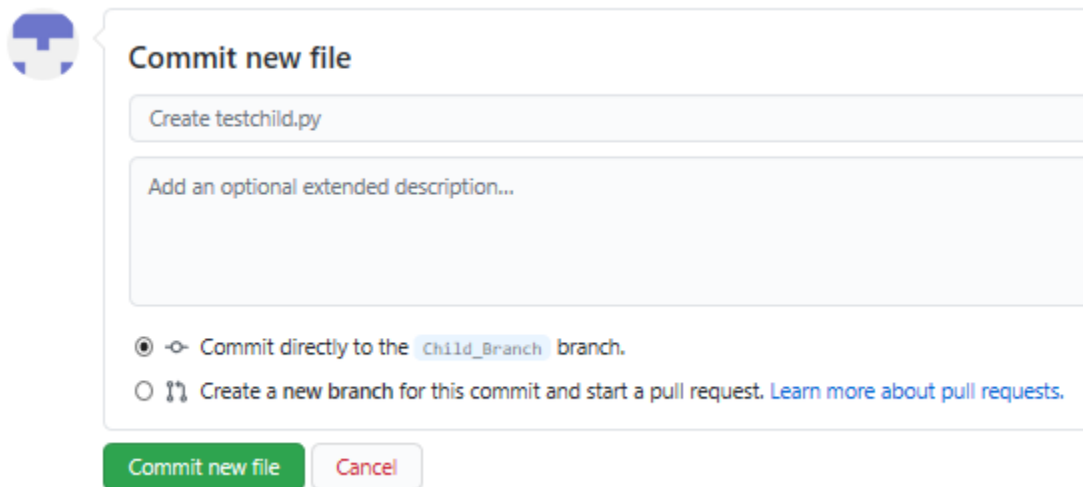 Commit new file
Create testchild.py
Add an optional extended description...
Commit directly to the Child_Branch branch.
Create a new branch for this commit and start a pull request. Learn more about pull requests.
Commit new file Cancel